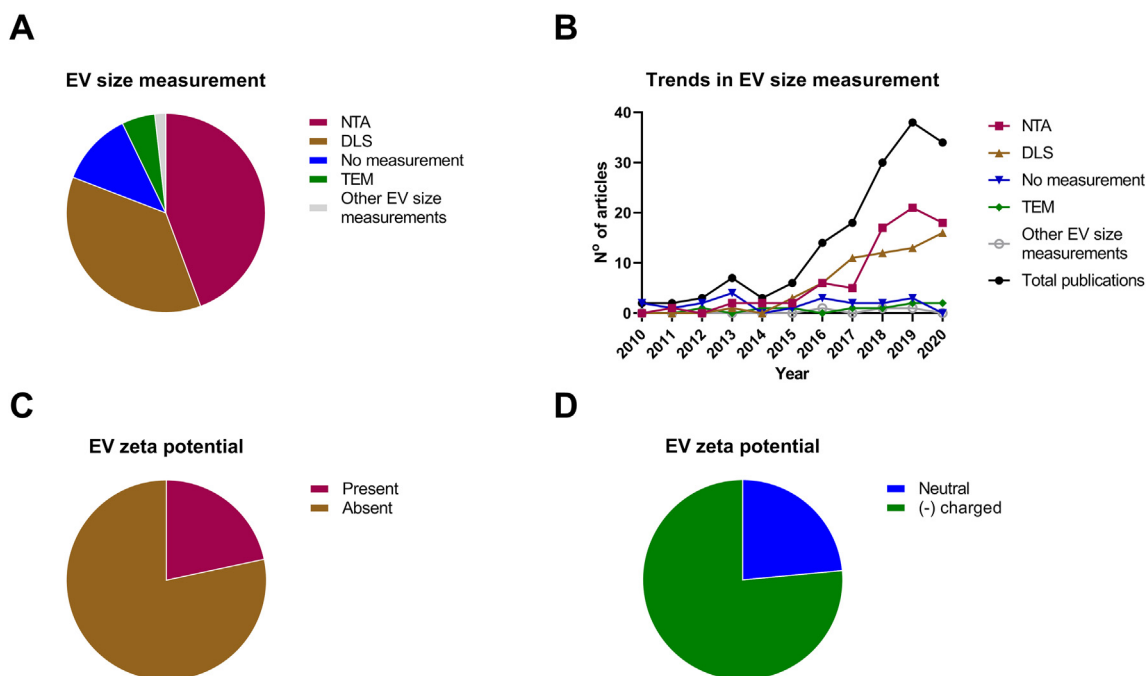 A
EV size measurement
NTA
DLS
No measurement
TEM
Other EV size
measurements
B
Trends in EV size measurement
Nº of articles
40
30
20
10
0
2010
2011
2012
2013
2014
2015
2016
2017
2018
2019
2020
Year
NTA
DLS
No measurement
TEM
Other EV size
measurements
Total publications
C
EV zeta potential
Present
Absent
D
EV zeta potential
Neutral
(-) charged